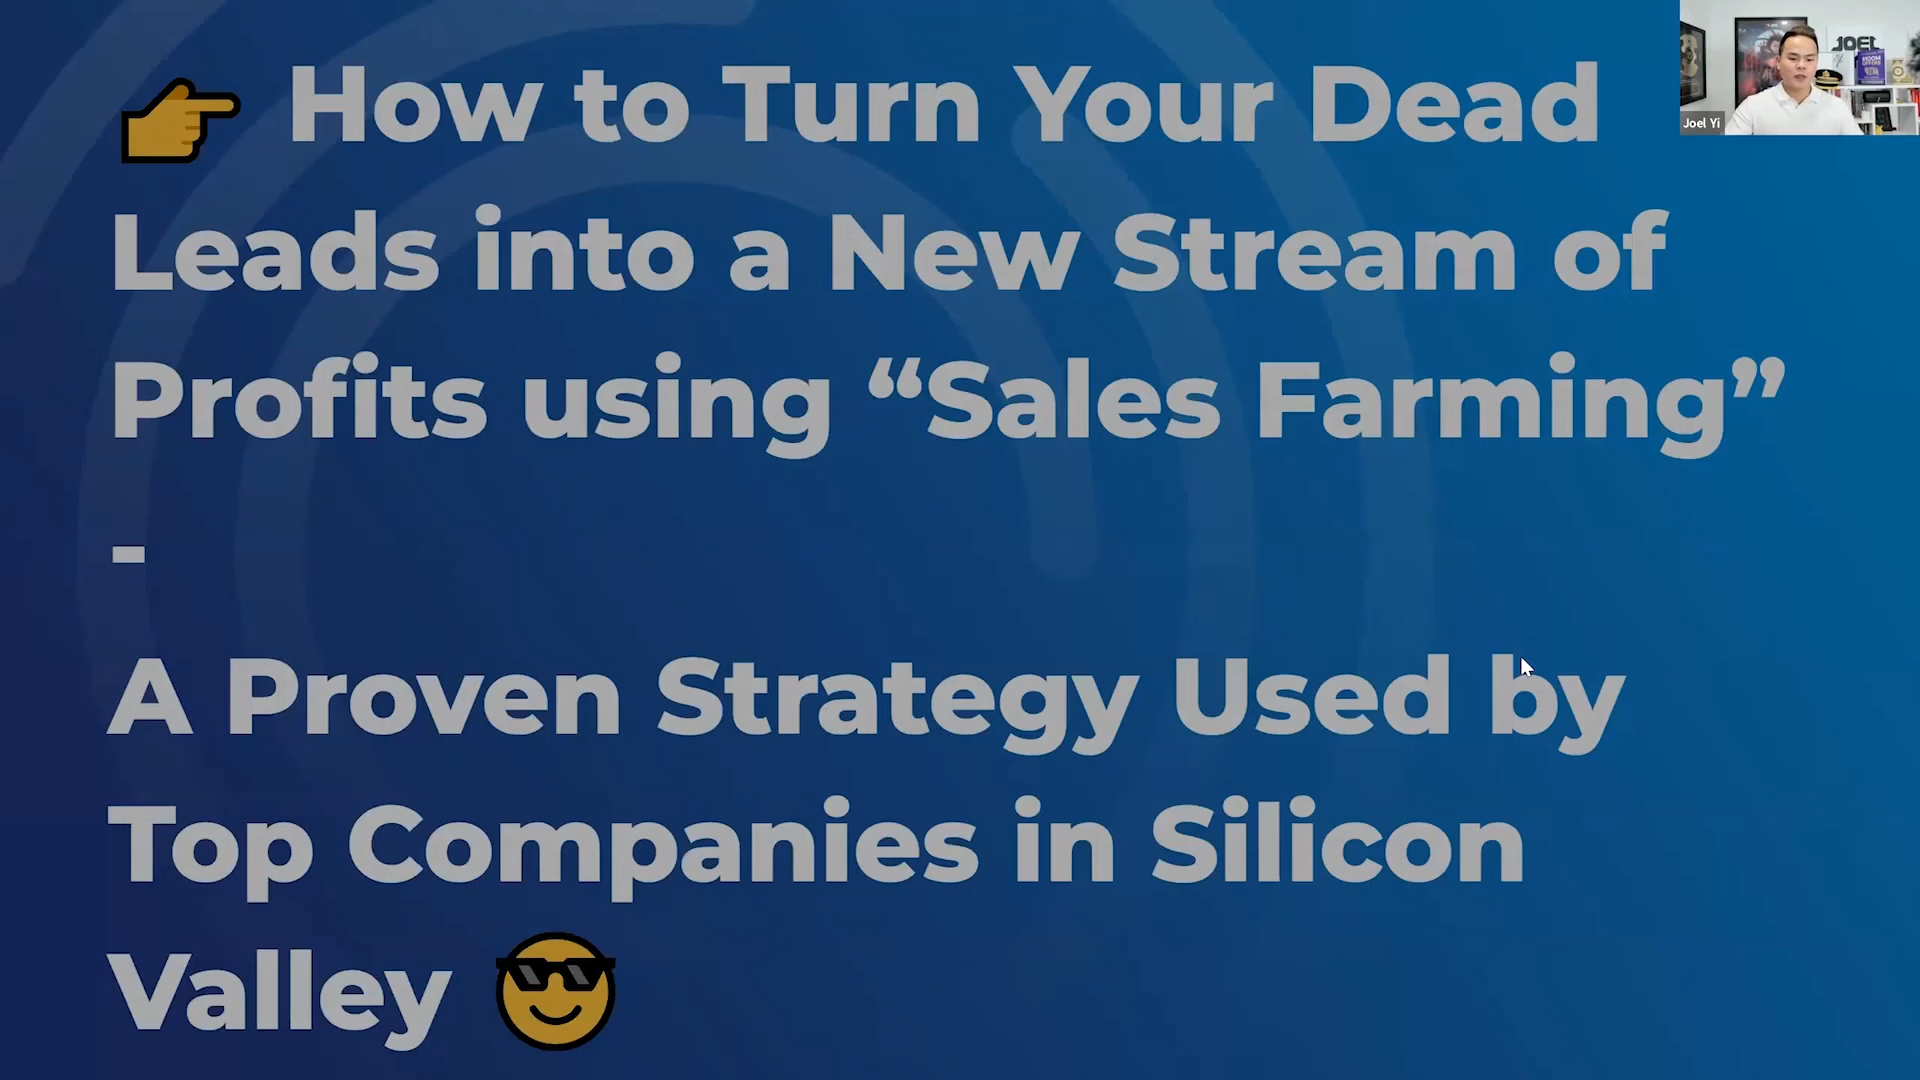 How to Turn Your Dead
Leads into a New Stream of
Profits using “Sales Farming”
-
A Proven Strategy Used by
Top Companies in Silicon
Valley
JOEL
Joel Yi